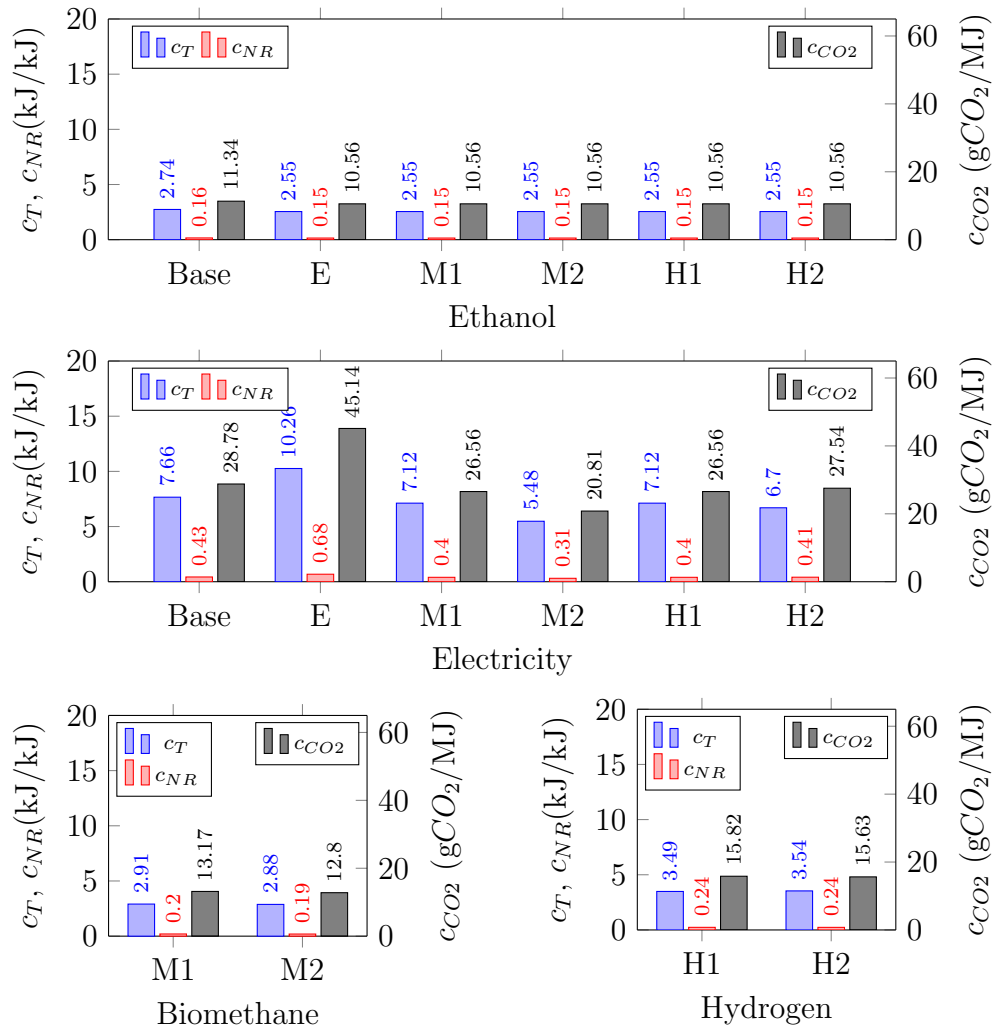 c_T, c_NR(kJ/kJ)
20
15
10
5
0
c_T c_NR
c_CO2
60
40
20
0
c_CO2 (gCO_2/MJ)
2.74 0.16 11.34
2.55 0.15 10.56
2.55 0.15 10.56
2.55 0.15 10.56
2.55 0.15 10.56
2.55 0.15 10.56
Base E M1 M2 H1 H2
Ethanol
c_T, c_NR(kJ/kJ)
20
15
10
5
0
c_T c_NR
c_CO2
60
40
20
0
c_CO2 (gCO_2/MJ)
7.66 0.43 28.78
10.26 0.68 45.14
7.12 0.4 26.56
5.48 0.31 20.81
7.12 0.4 26.56
6.7 0.41 27.54
Base E M1 M2 H1 H2
Electricity
c_T, c_NR(kJ/kJ)
20
15
10
5
0
c_T
c_NR
c_CO2
60
40
20
0
c_CO2 (gCO_2/MJ)
2.91 0.2 13.17
2.88 0.19 12.8
M1 M2
Biomethane
c_T, c_NR(kJ/kJ)
20
15
10
5
0
c_T
c_NR
c_CO2
60
40
20
0
c_CO2 (gCO_2/MJ)
3.49 0.24 15.82
3.54 0.24 15.63
H1 H2
Hydrogen